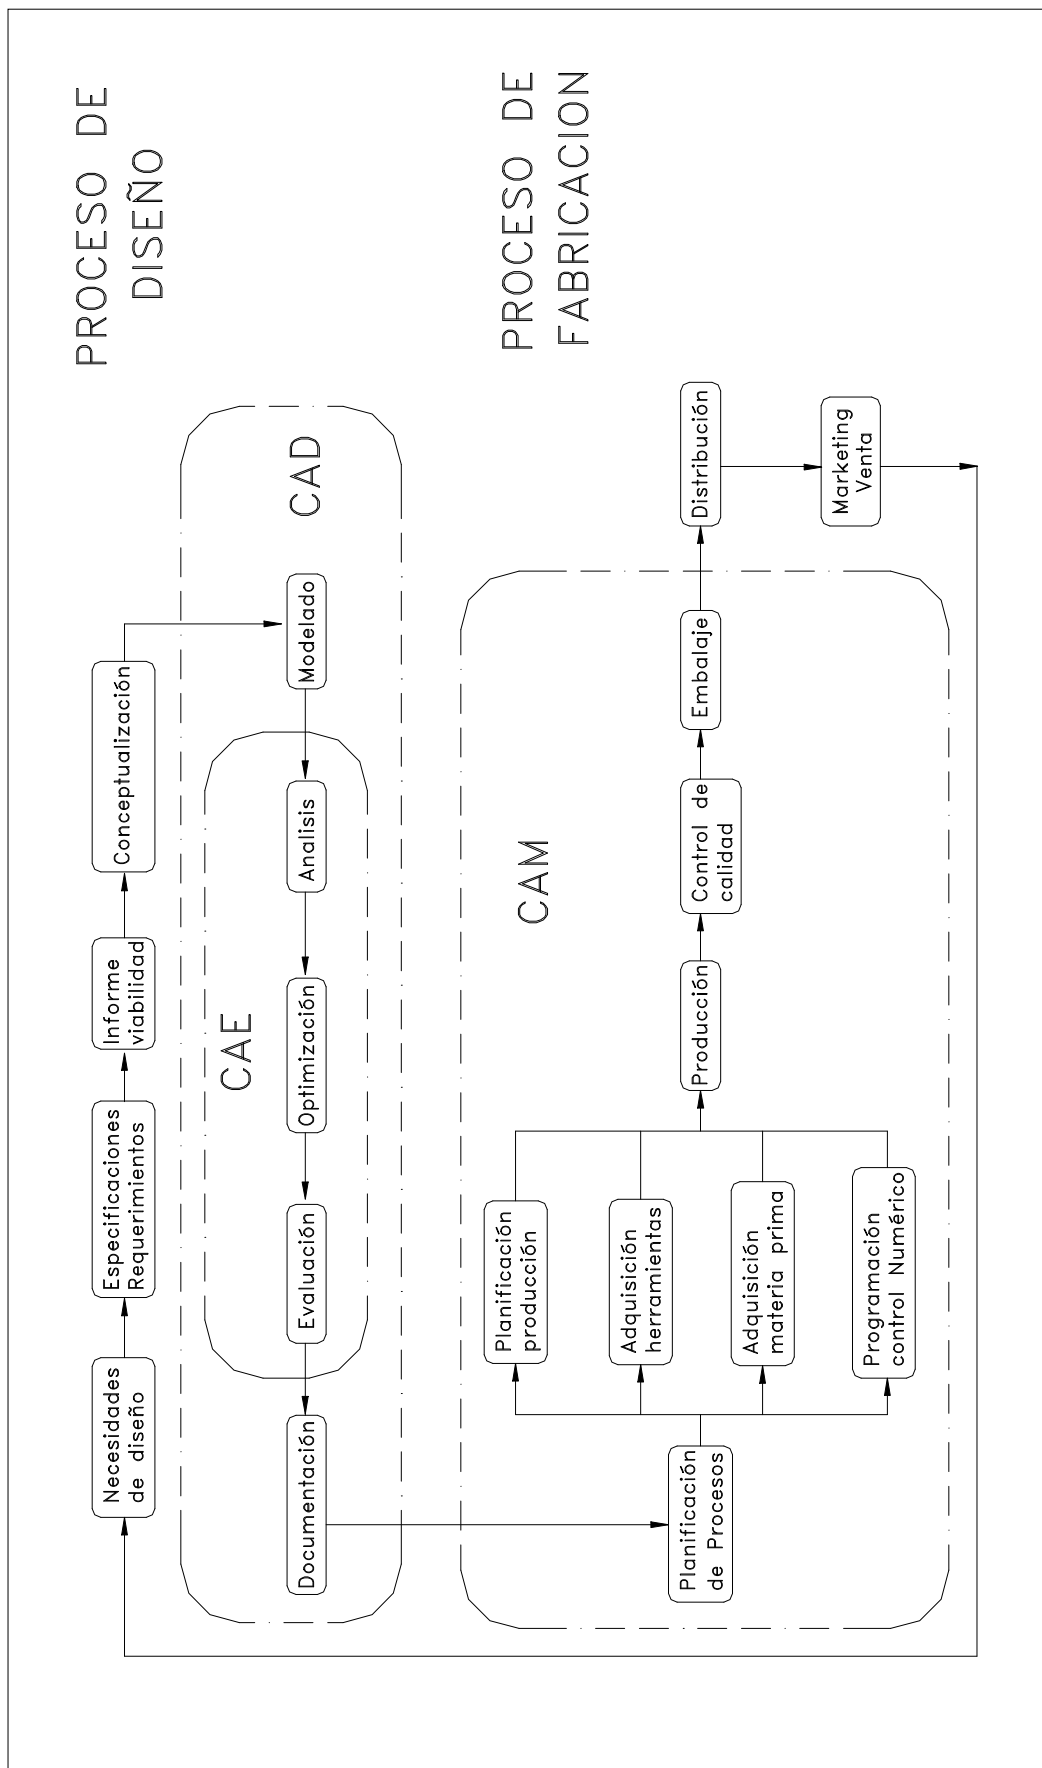 PROCESO DE
DISEÑO
Necesidades
de diseño
Especificaciones
Requerimientos
Informe
viabilidad
Conceptualización
CAD
CAE
Documentación
Evaluación
Optimización
Analisis
Modelado
PROCESO DE
FABRICACION
CAM
Planificación
de Procesos
Planificación
producción
Adquisición
herramientas
Adquisición
materia prima
Programación
control Numérico
Producción
Control de
calidad
Embalaje
Distribución
Marketing
Venta